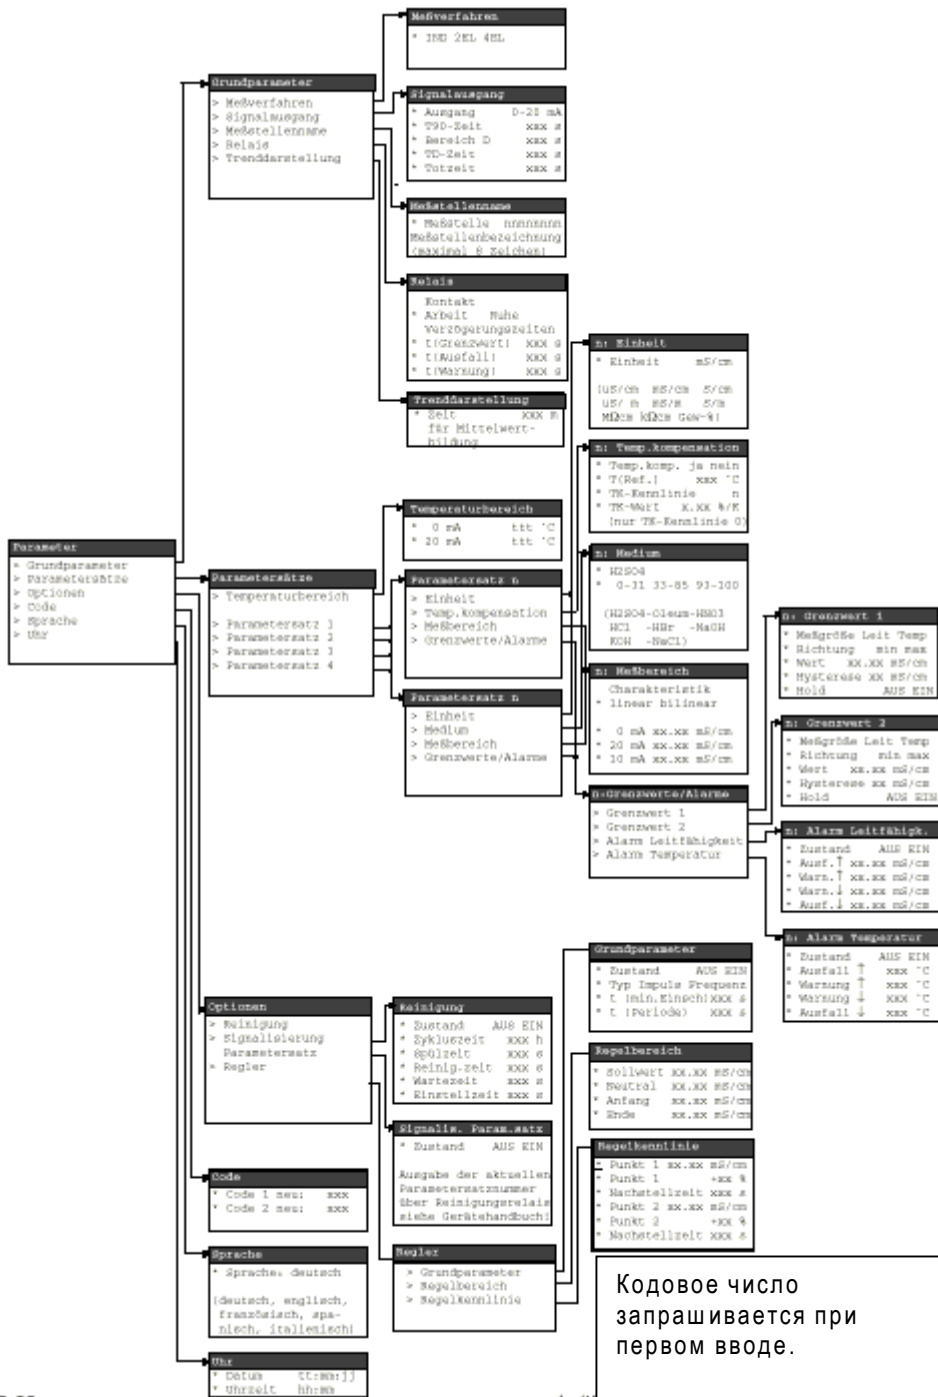 Meßverfahren
* IND 2EL 4EL
Grundparameter
> Meßverfahren
> Signalausgang
> Meßstellenname
> Relais
> Trenddarstellung
Signalausgang
* Ausgang 0-20 mA
* T90-Zeit xxx s
* Bereich D xxx s
* TD-Zeit xxx s
* Totzeit xxx s
Meßstellenname
* Meßstelle nnnnnnnn
Meßstellenbezeichnung
(maximal 8 Zeichen)
Relais
Kontakt
* Arbeit Ruhe
Verzögerungszeiten
* t(Grenzwert) xxx s
* t(Ausfall) xxx s
* t(Warnung) xxx s
Trenddarstellung
* Zeit xxx m
für Mittelwert-
bildung
n: Einheit
* Einheit mS/cm
(uS/cm mS/cm S/cm
uS/ m mS/m S/m
MΩcm kΩcm Gew-%)
n: Temp.kompensation
* Temp.komp. ja nein
* T(Ref.) xxx °C
* TK-Kennlinie n
* TK-Wert x.xx %/K
(nur TK-Kennlinie 0)
Temperaturbereich
* 0 mA ttt °C
* 20 mA ttt °C
Parameter
> Grundparameter
> Parametersätze
> Optionen
> Code
> Sprache
> Uhr
Parametersätze
> Temperaturbereich
> Parametersatz 1
> Parametersatz 2
> Parametersatz 3
> Parametersatz 4
Parametersatz n
> Einheit
> Temp.kompensation
> Meßbereich
> Grenzwerte/Alarme
n: Medium
* H2SO4
* 0-31 33-85 93-100
(H2SO4-Oleum-HNO3
HCl -HBr -NaOH
KOH -NaCl)
Parametersatz n
> Einheit
> Medium
> Meßbereich
> Grenzwerte/Alarme
n: Meßbereich
Charakteristik
* linear bilinear
* 0 mA xx.xx mS/cm
* 20 mA xx.xx mS/cm
* 10 mA xx.xx mS/cm
n: Grenzwert 1
* Meßgröße Leit Temp
* Richtung min max
* Wert xx.xx mS/cm
* Hysterese xx mS/cm
* Hold AUS EIN
n: Grenzwert 2
* Meßgröße Leit Temp
* Richtung min max
* Wert xx.xx mS/cm
* Hysterese xx mS/cm
* Hold AUS EIN
n:Grenzwerte/Alarme
> Grenzwert 1
> Grenzwert 2
> Alarm Leitfähigkeit
> Alarm Temperatur
n: Alarm Leitfähigk.
* Zustand AUS EIN
* Ausf.↑ xx.xx mS/cm
* Warn.↑ xx.xx mS/cm
* Warn.↓ xx.xx mS/cm
* Ausf.↓ xx.xx mS/cm
n: Alarm Temperatur
* Zustand AUS EIN
* Ausfall ↑ xxx °C
* Warnung ↑ xxx °C
* Warnung ↓ xxx °C
* Ausfall ↓ xxx °C
Optionen
> Reinigung
> Signalisierung
Parametersatz
> Regler
Reinigung
* Zustand AUS EIN
* Zykluszeit xxx h
* Spülzeit xxx s
* Reinig.zeit xxx s
* Wartezeit xxx s
* Einstellzeit xxx s
Grundparameter
* Zustand AUS EIN
* Typ Impuls Frequenz
* t (min.Einsch)xxx s
* t (Periode) xxx s
Regelbereich
* Sollwert xx.xx mS/cm
* Neutral xx.xx mS/cm
* Anfang xx.xx mS/cm
* Ende xx.xx mS/cm
Signalis. Param.satz
* Zustand AUS EIN
Ausgabe der aktuellen
Parametersatznummer
über Reinigungsrelais
siehe Gerätehandbuch!
Regelkennlinie
* Punkt 1 xx.xx mS/cm
* Punkt 1 +xx %
* Nachstellzeit xxx s
* Punkt 2 xx.xx mS/cm
* Punkt 2 +xx %
* Nachstellzeit xxx s
Code
* Code 1 neu: xxx
* Code 2 neu: xxx
Sprache
* Sprache: deutsch
(deutsch, englisch,
französisch, spa-
nisch, italienisch)
Regler
> Grundparameter
> Regelbereich
> Regelkennlinie
Uhr
* Datum tt:mm:jj
* Uhrzeit hh:mm
Кодовое число
запрашивается при
первом вводе.